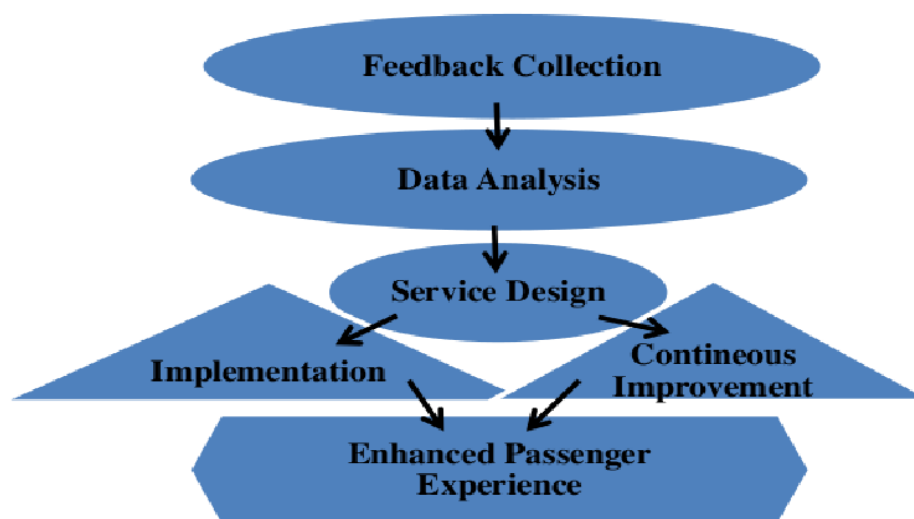 Feedback Collection
Data Analysis
Service Design
Implementation
Contineous
Improvement
Enhanced Passenger
Experience